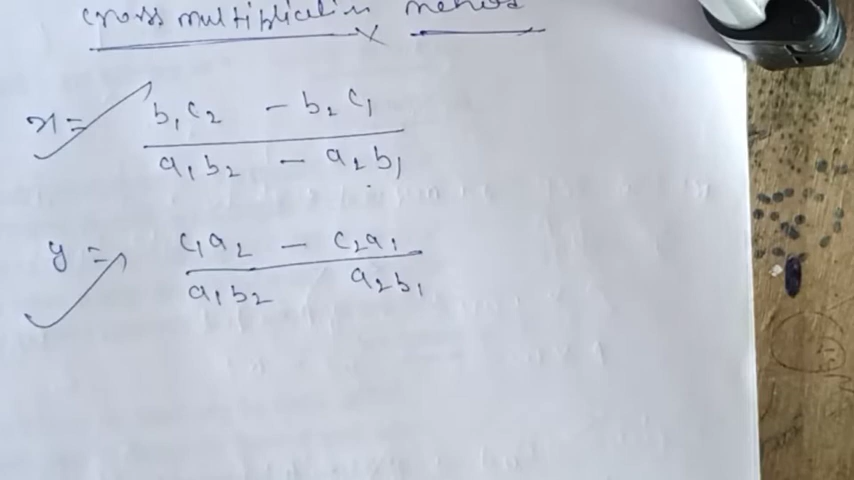 cross multiplication method
x = b₁c₂ - b₂c₁
a₁b₂ - a₂b₁
y = c₁a₂ - c₂a₁
a₁b₂ a₂b₁